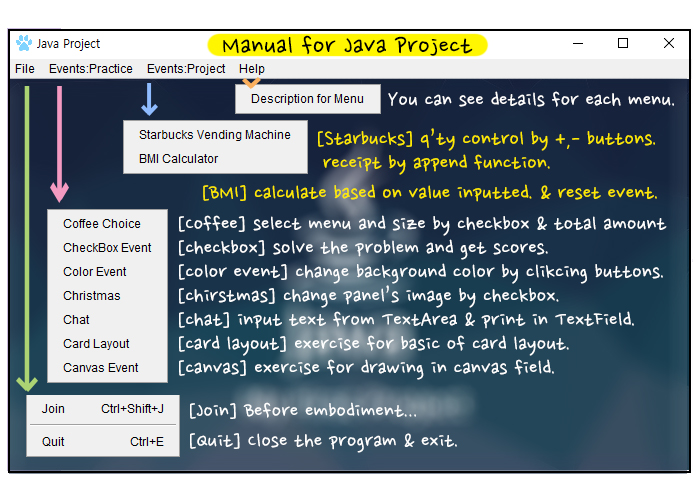 Java Project
Manual for Java Project
File Events:Practice Events:Project Help
Description for Menu You can see details for each menu.
Starbucks Vending Machine [Starbucks] q'ty control by +,- buttons.
BMI Calculator receipt by append function.
[BMI] calculate based on value inputted. & reset event.
Coffee Choice [coffee] select menu and size by checkbox & total amount
CheckBox Event [checkbox] solve the problem and get scores.
Color Event [color event] change background color by clikcing buttons.
Christmas [chirstmas] change panel's image by checkbox.
Chat [chat] input text from TextArea & print in TextField.
Card Layout [card layout] exercise for basic of card layout.
Canvas Event [canvas] exercise for drawing in canvas field.
Join Ctrl+Shift+J [Join] Before embodiment...
Quit Ctrl+E [Quit] Close the program & exit.